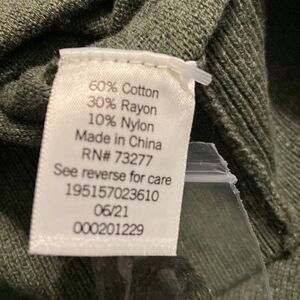 60% Cotton
30% Rayon
10% Nylon
Made in China
RN# 73277
See reverse for care
195157023610
06/21
000201229